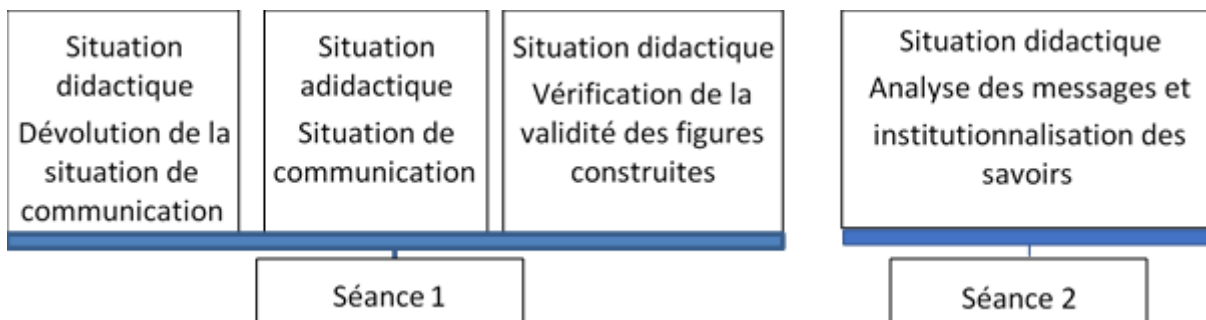 Situation
didactique
Dévolution de la
situation de
communication
Situation
adidactique
Situation de
communication
Situation didactique
Vérification de la
validité des figures
construites
Situation didactique
Analyse des messages et
institutionnalisation des
savoirs
Séance 1
Séance 2